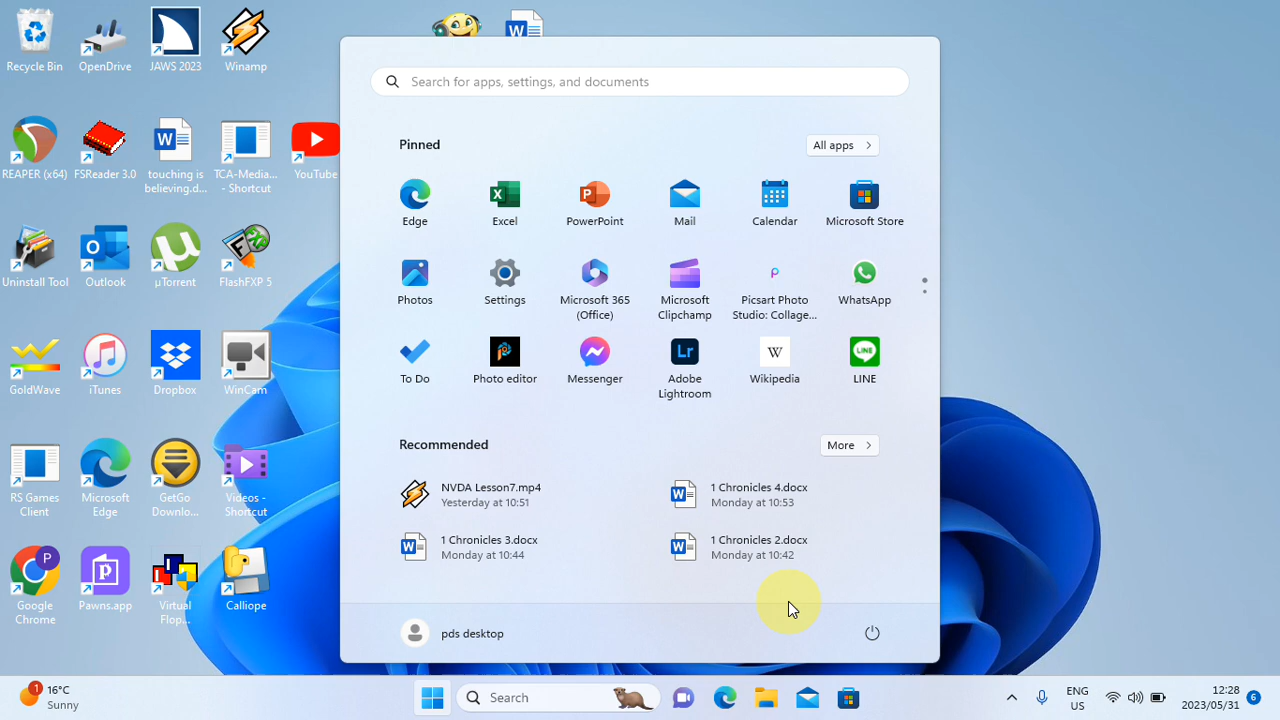 Recycle Bin
OpenDrive
JAWS 2023
Winamp
REAPER (x64)
FSReader 3.0
touching is
believing.d...
TCA-Media...
- Shortcut
YouTube
Uninstall Tool
Outlook
µTorrent
FlashFXP 5
GoldWave
iTunes
Dropbox
WinCam
RS Games
Client
Microsoft
Edge
GetGo
Downlo...
Videos -
Shortcut
Google
Chrome
Pawns.app
Virtual
Flop...
Calliope
Search for apps, settings, and documents
Pinned
All apps
Edge
Excel
PowerPoint
Mail
Calendar
Microsoft Store
Photos
Settings
Microsoft 365
(Office)
Microsoft
Clipchamp
Picsart Photo
Studio: Collage...
WhatsApp
To Do
Photo editor
Messenger
Lr
Adobe
Lightroom
W
Wikipedia
LINE
LINE
Recommended
More
NVDA Lesson7.mp4
Yesterday at 10:51
1 Chronicles 4.docx
Monday at 10:53
1 Chronicles 3.docx
Monday at 10:44
1 Chronicles 2.docx
Monday at 10:42
pds desktop
1
16°C
Sunny
Search
ENG
US
12:28
2023/05/31
6